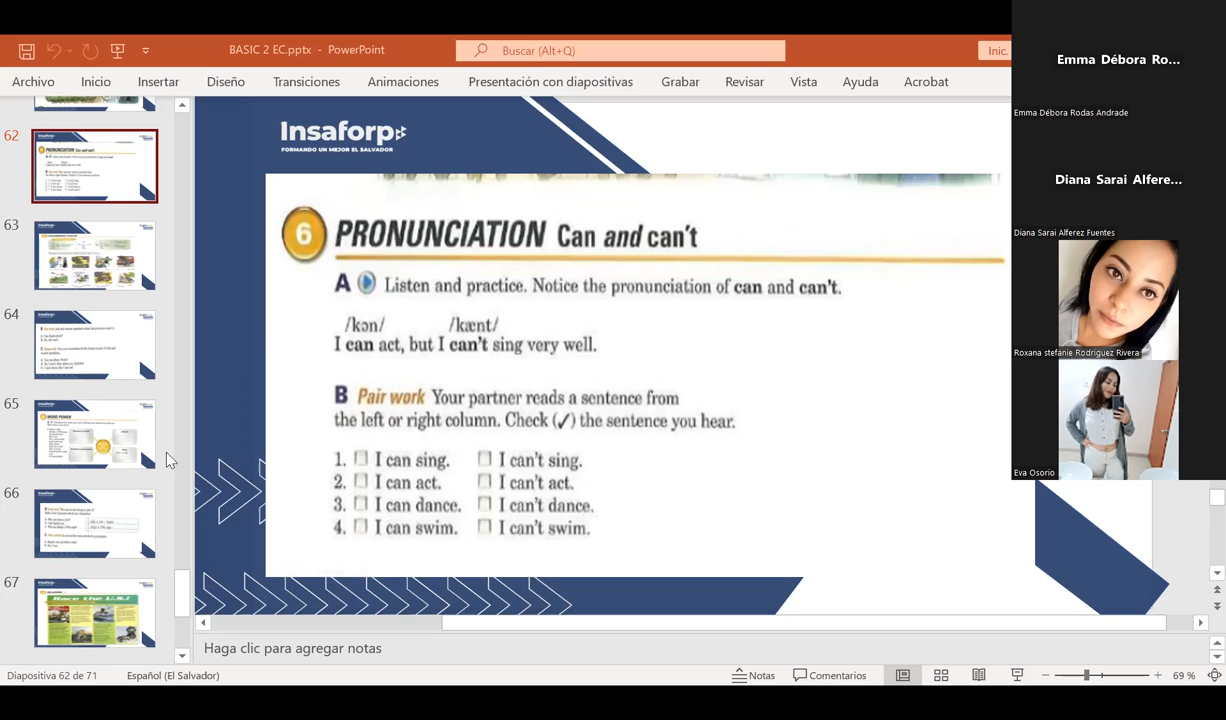 BASIC 2 EC.pptx - PowerPoint
Buscar (Alt+Q)
Inic.
Archivo Inicio Insertar Diseño Transiciones Animaciones Presentación con diapositivas Grabar Revisar Vista Ayuda Acrobat
62
63
64
65
66
67
Insaforp
FORMANDO UN MEJOR EL SALVADOR
6 PRONUNCIATION Can and can't
A Listen and practice. Notice the pronunciation of can and can't.
/kən/ /kænt/
I can act, but I can't sing very well.
B Pair work Your partner reads a sentence from
the left or right column. Check (✓) the sentence you hear.
1. ☐ I can sing. ☐ I can't sing.
2. ☐ I can act. ☐ I can't act.
3. ☐ I can dance. ☐ I can't dance.
4. ☐ I can swim. ☐ I can't swim.
Emma Débora Ro...
Emma Débora Rodas Andrade
Diana Sarai Alfere...
Diana Sarai Alferez Fuentes
Roxana stefanie Rodriguez Rivera
Eva Osorio
Haga clic para agregar notas
Diapositiva 62 de 71 Español (El Salvador) Notas Comentarios 69 %